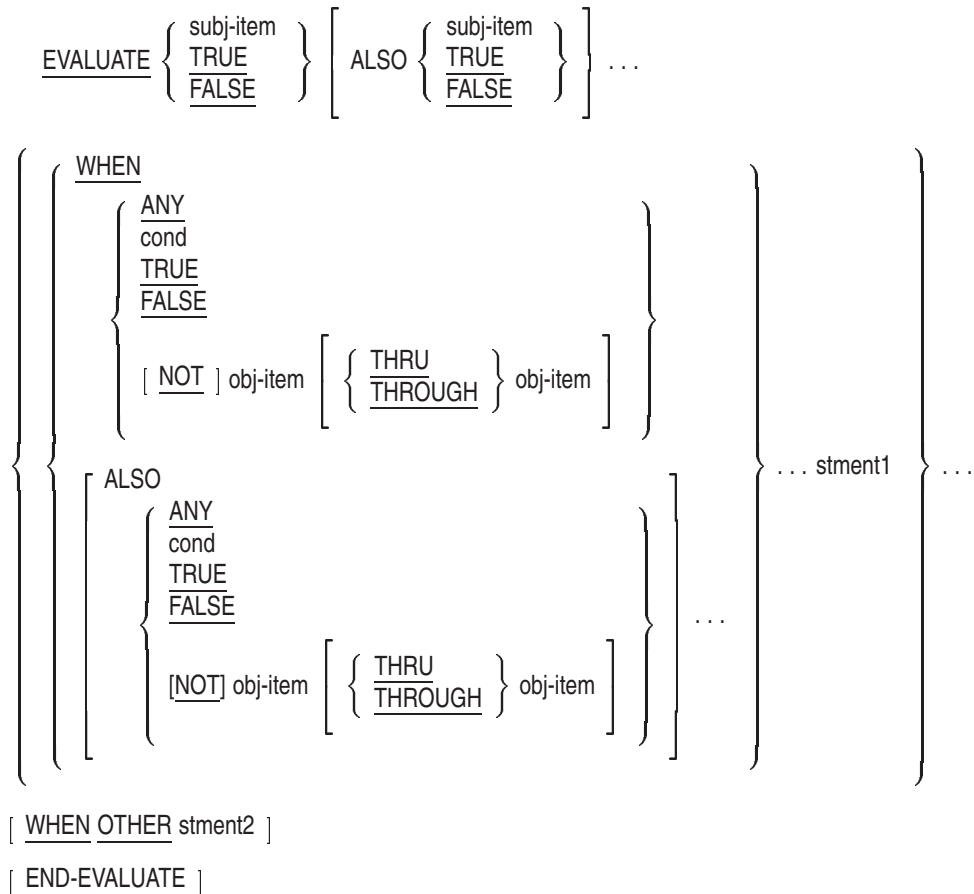 subj-item subj-item
EVALUATE TRUE [ ALSO TRUE ] . . .
FALSE FALSE
WHEN
ANY
cond
TRUE
FALSE
[ NOT ] obj-item [ { THRU
THROUGH } obj-item ]
. . . stment1 . . .
ALSO
ANY
cond
TRUE
FALSE
. . .
[NOT] obj-item [ { THRU
THROUGH } obj-item ]
[ WHEN OTHER stment2 ]
[ END-EVALUATE ]